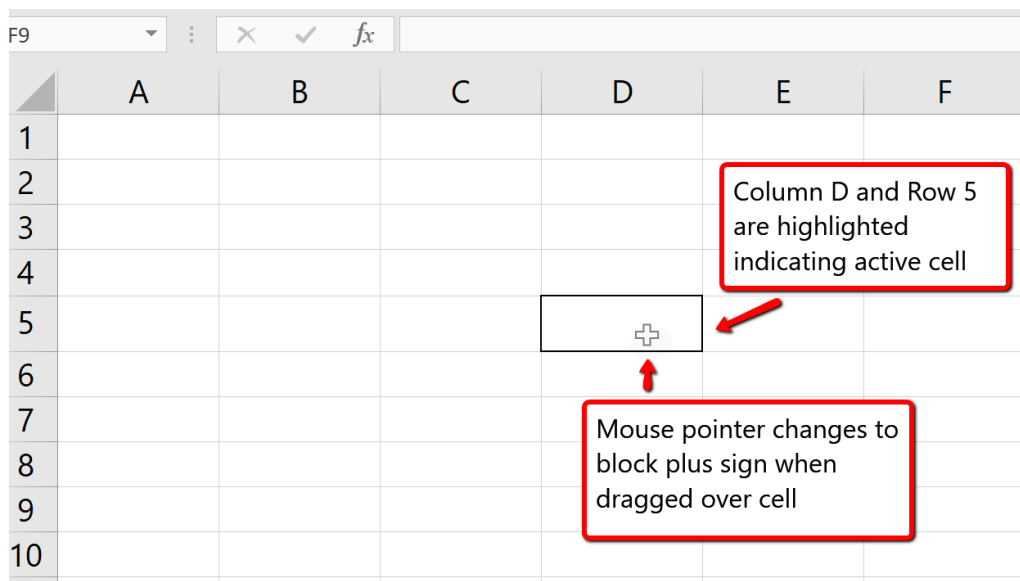 F9 fx
A B C D E F
1
2
3
4
5
6
7
8
9
10
Column D and Row 5
are highlighted
indicating active cell
Mouse pointer changes to
block plus sign when
dragged over cell